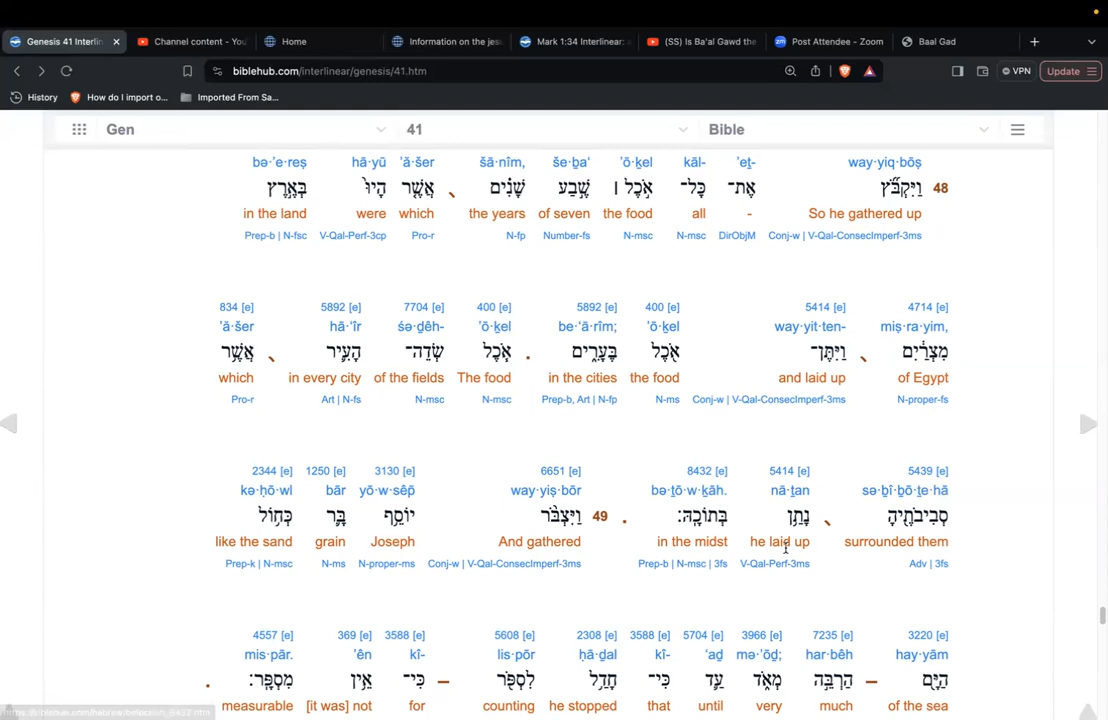 Genesis 41 Interlin
Channel content - You
Home
Information on the jese
Mark 1:34 Interlinear:
(SS) Is Ba'al Gawd the
Post Attendee - Zoom
Baal Gad
biblehub.com/interlinear/genesis/41.htm
VPN
Update
History
How do I import o...
Imported From Sa...
Gen
41
Bible
bə·’e·reṣ hā·yū ’ă·šer šā·nîm, še·ḇa‘ ’ō·ḵel kāl- ’eṯ- way·yiq·bōṣ
48 וַיִּקְבֹּ֞ץ אֶת־ כָּל־ אֹ֣כֶל ׀ שֶׁ֣בַע שָׁנִ֗ים 、 אֲשֶׁ֤ר הָיוּ֙ בְּאֶ֣רֶץ
in the land were which the years of seven the food all - So he gathered up
Prep-b | N-fsc V-Qal-Perf-3cp Pro-r N-fp Number-fs N-msc N-msc DirObjM Conj-w | V-Qal-ConsecImperf-3ms
834 [e] 5892 [e] 7704 [e] 400 [e] 5892 [e] 400 [e] 5414 [e] 4714 [e]
’ă·šer hā·‘îr śə·ḏêh- ’ō·ḵel be·‘ā·rîm; ’ō·ḵel way·yit·ten- miṣ·ra·yim,
מִצְרַ֔יִם 、 וַיִּתֶּן־ אֹ֖כֶל בֶּעָרִ֑ים . אֹ֧כֶל שְׂדֵה־ הָעִ֛יר 、 אֲשֶׁ֥ר
which in every city of the fields The food in the cities the food and laid up of Egypt
Pro-r Art | N-fs N-msc N-msc Prep-b, Art | N-fp N-ms Conj-w | V-Qal-ConsecImperf-3ms N-proper-fs
2344 [e] 1250 [e] 3130 [e] 6651 [e] 8432 [e] 5414 [e] 5439 [e]
kə·ḥō·wl bār yō·w·sêp̄ way·yiṣ·bōr bə·ṯō·w·ḵāh. nā·ṯan sə·ḇî·ḇō·ṯe·hā
סְבִיבֹתֶ֖יהָ 、 נָתַ֥ן בְּתוֹכָֽהּ׃ . 49 וַיִּצְבֹּ֨ר יוֹסֵ֥ף בָּ֛ר כְּח֥וֹל
like the sand grain Joseph And gathered in the midst he laid up surrounded them
Prep-k | N-msc N-ms N-proper-ms Conj-w | V-Qal-ConsecImperf-3ms Prep-b | N-msc | 3fs V-Qal-Perf-3ms Adv | 3fs
4557 [e] 369 [e] 3588 [e] 5608 [e] 2308 [e] 3588 [e] 5704 [e] 3966 [e] 7235 [e] 3220 [e]
mis·pār. ’ên kî- lis·pōr ḥā·ḏal kî- ‘aḏ mə·’ōḏ; har·bêh hay·yām
הַיָּ֖ם – הַרְבֵּ֣ה מְאֹ֑ד עַ֛ד כִּי־ חָדַ֥ל לִסְפֹּ֖ר – כִּי־ אֵ֥ין מִסְפָּֽר׃ .
measurable [it was] not for counting he stopped that until very much of the sea